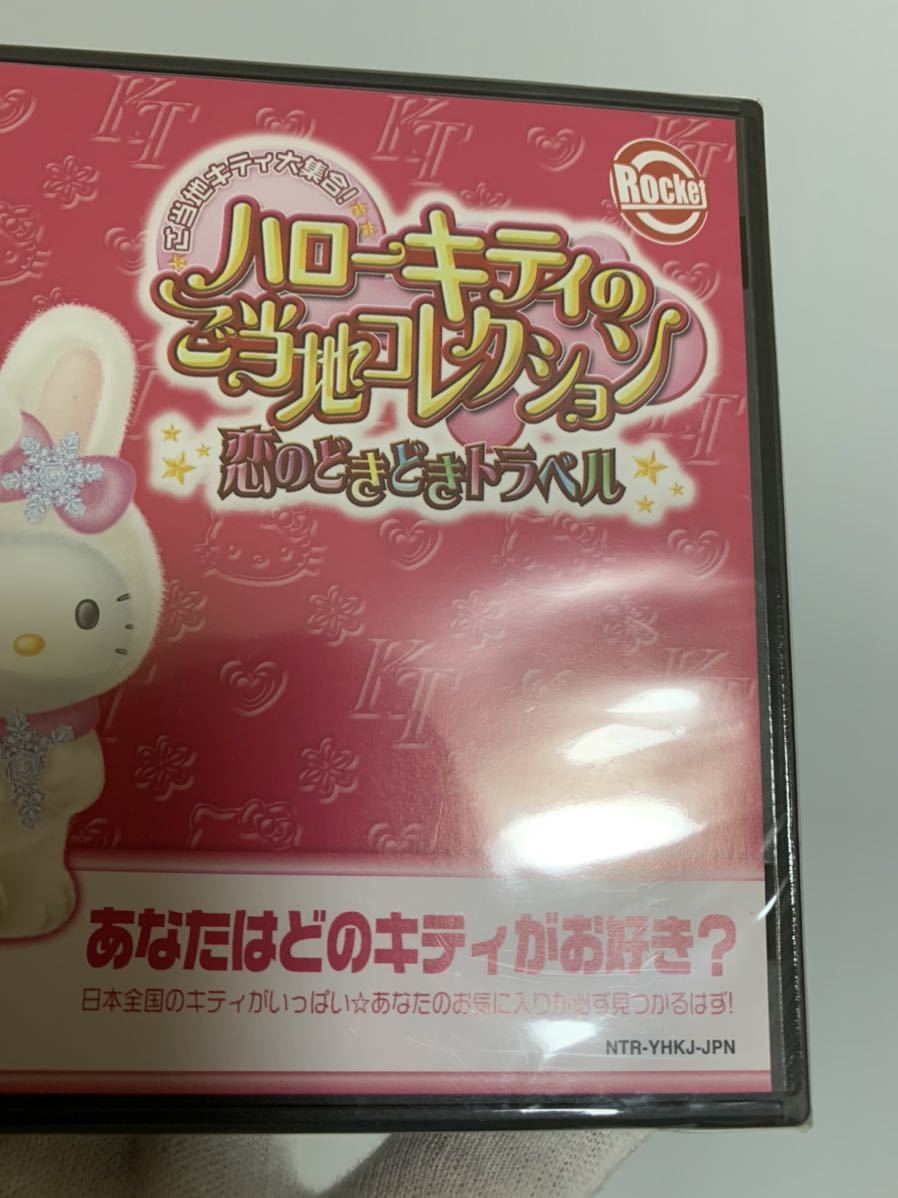 ご当地キティ大集合!
Rocket
ハローキティの
ご当地コレクション
恋のどきどきトラベル
あなたはどのキティがお好き?
日本全国のキティがいっぱい☆あなたのお気に入りが必ず見つかるはず!
NTR-YHKJ-JPN
KT
KT
KT
KT